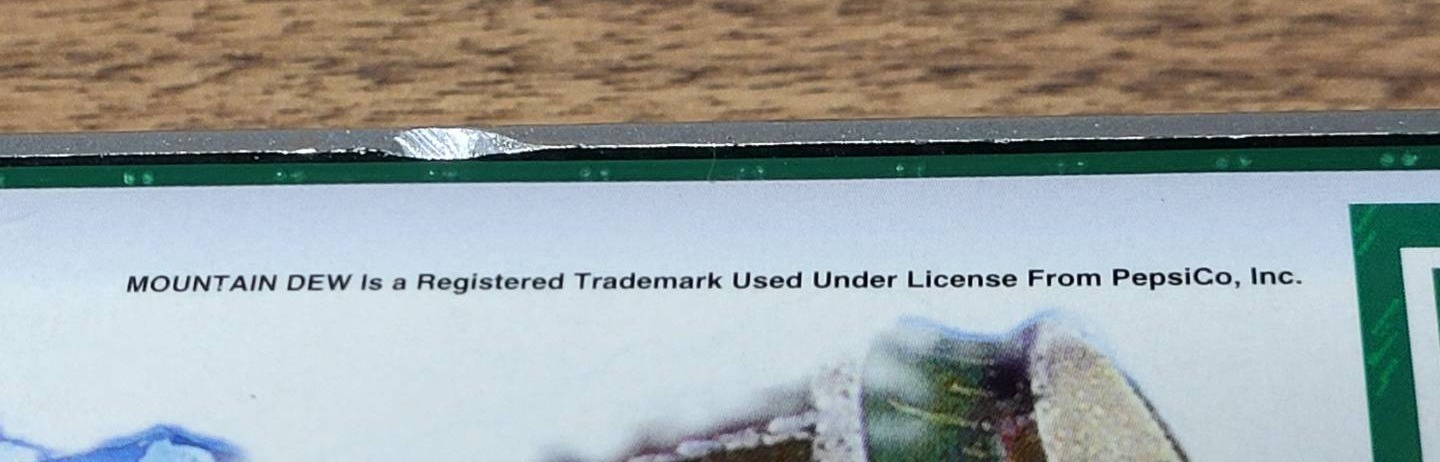 MOUNTAIN DEW Is a Registered Trademark Used Under License From PepsiCo, Inc.